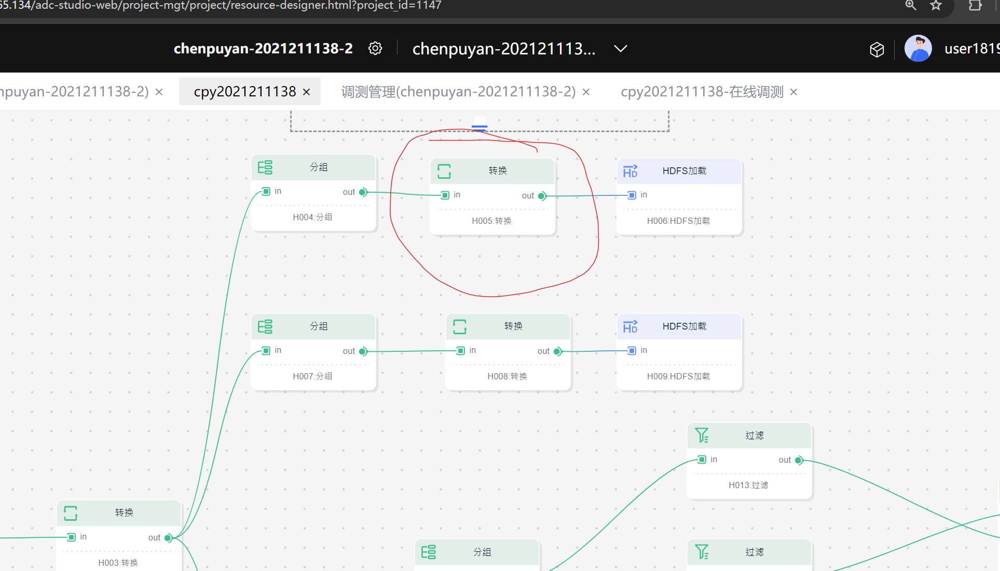 65.134/adc-studio-web/project-mgt/project/resource-designer.html?project_id=1147
chenpuyan-2021211138-2 chenpuyan-202121113... user1819
npuyan-2021211138-2) × cpy2021211138 × 调测管理(chenpuyan-2021211138-2) × cpy2021211138-在线调测 ×
分组 转换 HDFS加载
in out in out in
H004:分组 H005:转换 H006:HDFS加载
分组 转换 HDFS加载
in out in out in
H007:分组 H008:转换 H009:HDFS加载
过滤
in out
H013:过滤
转换
in out
H003:转换
分组 过滤